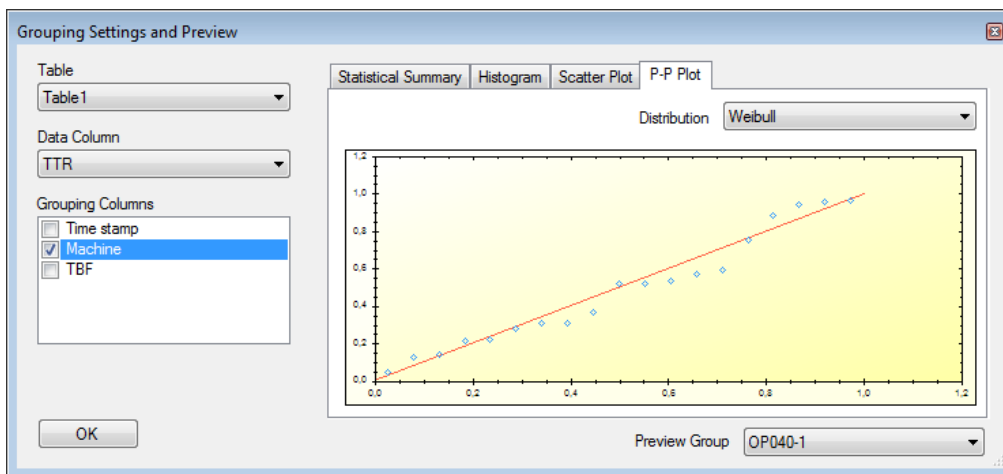 Grouping Settings and Preview
Table
Table1
Data Column
TTR
Grouping Columns
Time stamp
Machine
TBF
OK
Statistical Summary Histogram Scatter Plot P-P Plot
Distribution Weibull
1,2
1,0
0,8
0,6
0,4
0,2
0,0
0,0 0,2 0,4 0,6 0,8 1,0 1,2
Preview Group OP040-1